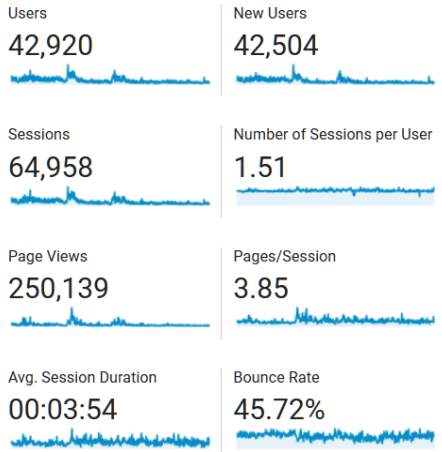 Users
42,920
New Users
42,504
Sessions
64,958
Number of Sessions per User
1.51
Page Views
250,139
Pages/Session
3.85
Avg. Session Duration
00:03:54
Bounce Rate
45.72%